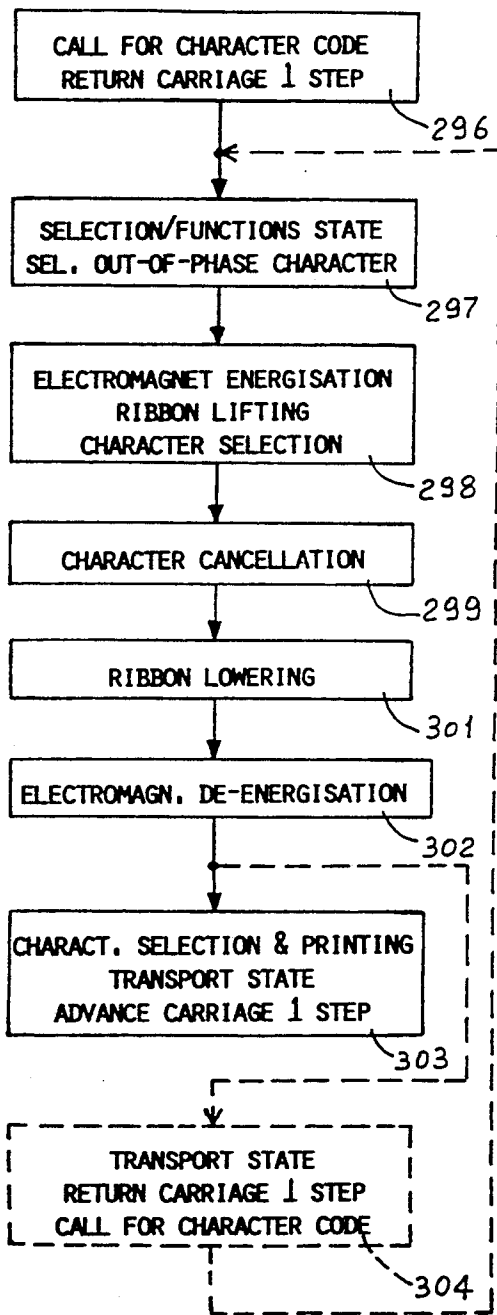 CALL FOR CHARACTER CODE
RETURN CARRIAGE 1 STEP
296
SELECTION/FUNCTIONS STATE
SEL. OUT-OF-PHASE CHARACTER
297
ELECTROMAGNET ENERGISATION
RIBBON LIFTING
CHARACTER SELECTION
298
CHARACTER CANCELLATION
299
RIBBON LOWERING
301
ELECTROMAGN. DE-ENERGISATION
302
CHARACT. SELECTION & PRINTING
TRANSPORT STATE
ADVANCE CARRIAGE 1 STEP
303
TRANSPORT STATE
RETURN CARRIAGE 1 STEP
CALL FOR CHARACTER CODE
304